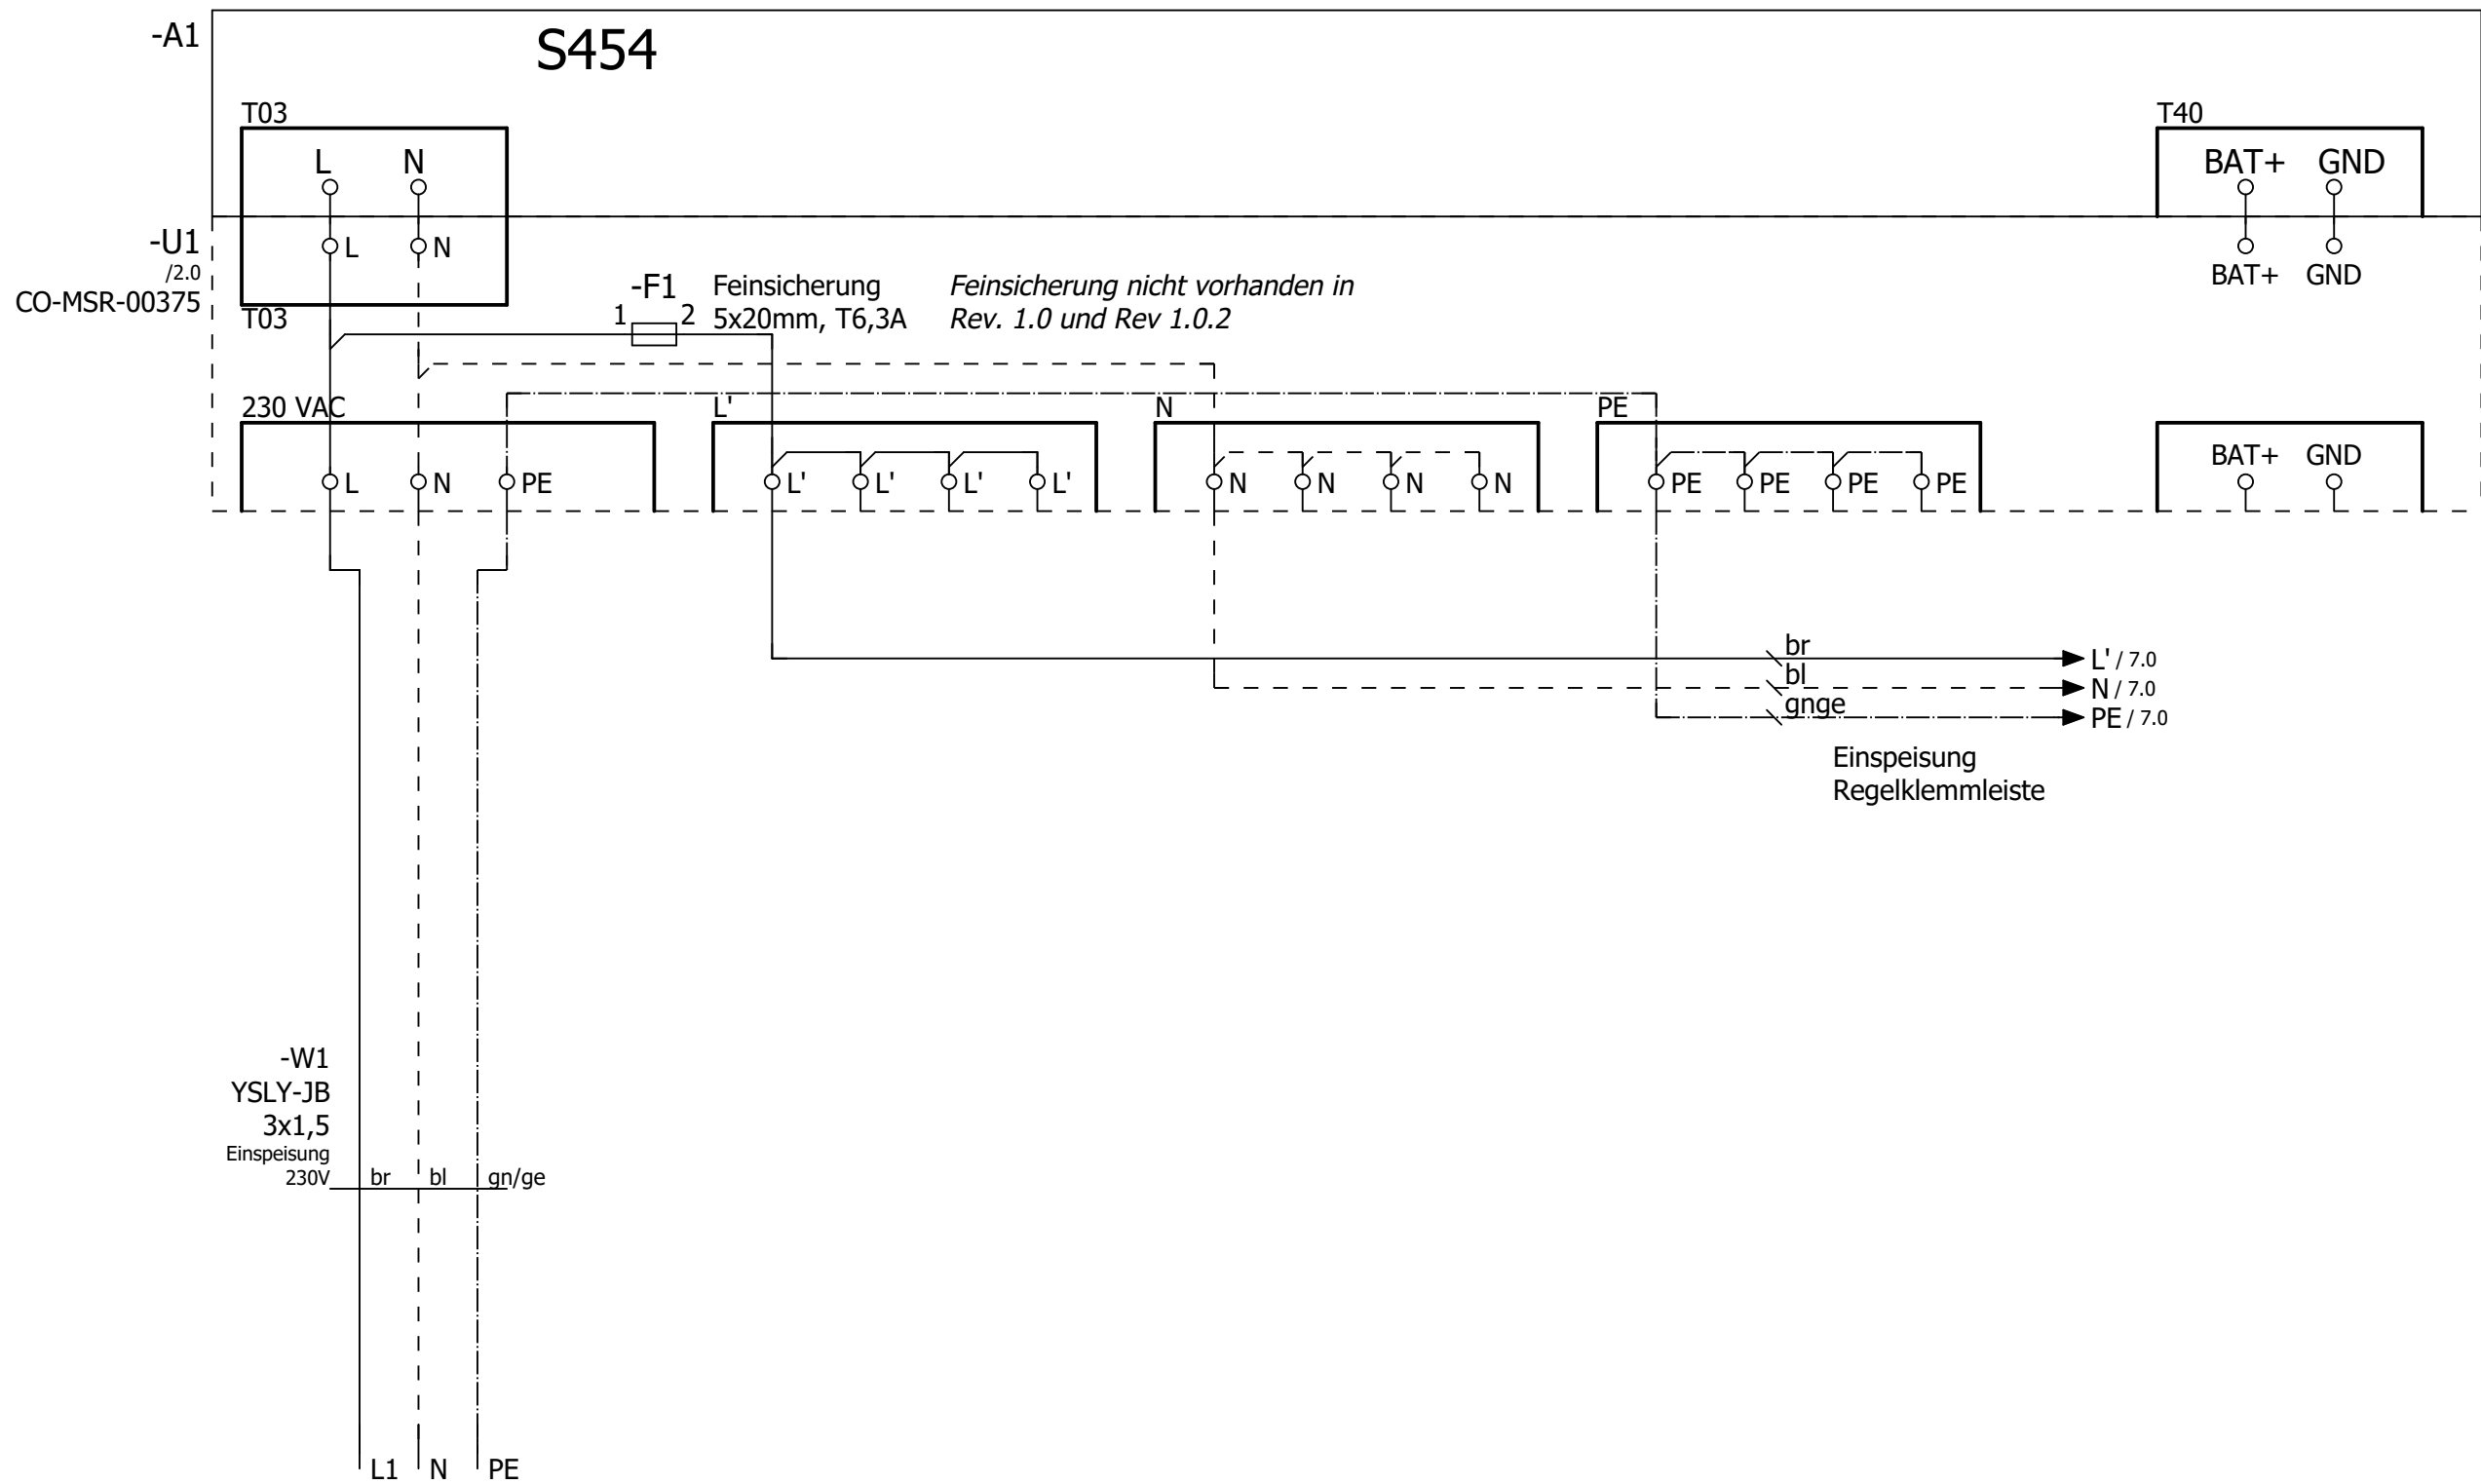 -A1
S454
T03
T40
L N
BAT+ GND
-U1
/2.0
CO-MSR-00375
L N
BAT+ GND
T03
-F1
1 2
Feinsicherung
5x20mm, T6,3A
Feinsicherung nicht vorhanden in
Rev. 1.0 und Rev 1.0.2
230 VAC
L'
N
PE
L N PE
L' L' L' L'
N N N N
PE PE PE PE
BAT+ GND
br
L' / 7.0
bl
N / 7.0
gnge
PE / 7.0
Einspeisung
Regelklemmleiste
-W1
YSLY-JB
3x1,5
Einspeisung
230V
br bl gn/ge
L1 N PE